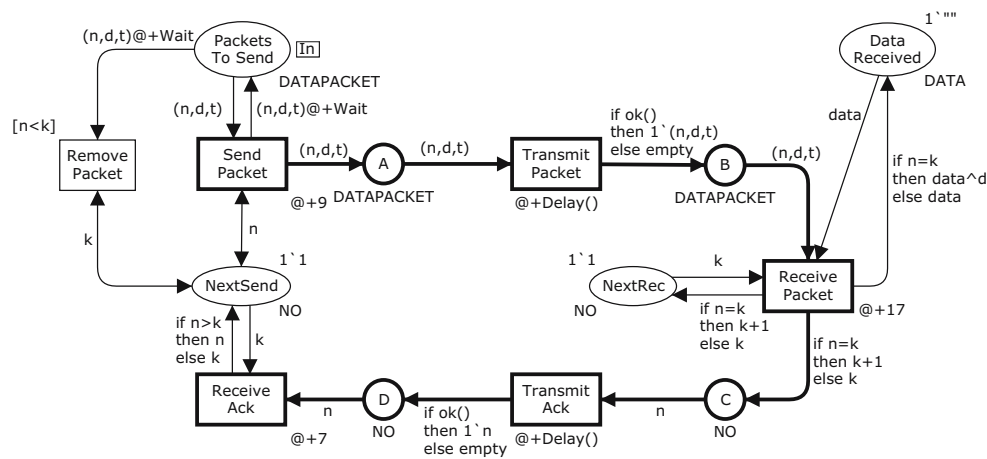 1`""
(n,d,t)@+Wait
Packets
To Send
In
DATAPACKET
Data
Received
DATA
(n,d,t)
(n,d,t)@+Wait
[n<k]
Remove
Packet
Send
Packet
@+9
(n,d,t)
A
DATAPACKET
(n,d,t)
Transmit
Packet
@+Delay()
if ok()
then 1`(n,d,t)
else empty
B
DATAPACKET
(n,d,t)
data
if n=k
then data^d
else data
k
n
1`1
NextSend
NO
1`1
NextRec
NO
k
if n=k
then k+1
else k
Receive
Packet
@+17
if n>k
then n
else k
k
if n=k
then k+1
else k
Receive
Ack
@+7
n
D
NO
if ok()
then 1`n
else empty
Transmit
Ack
@+Delay()
n
C
NO